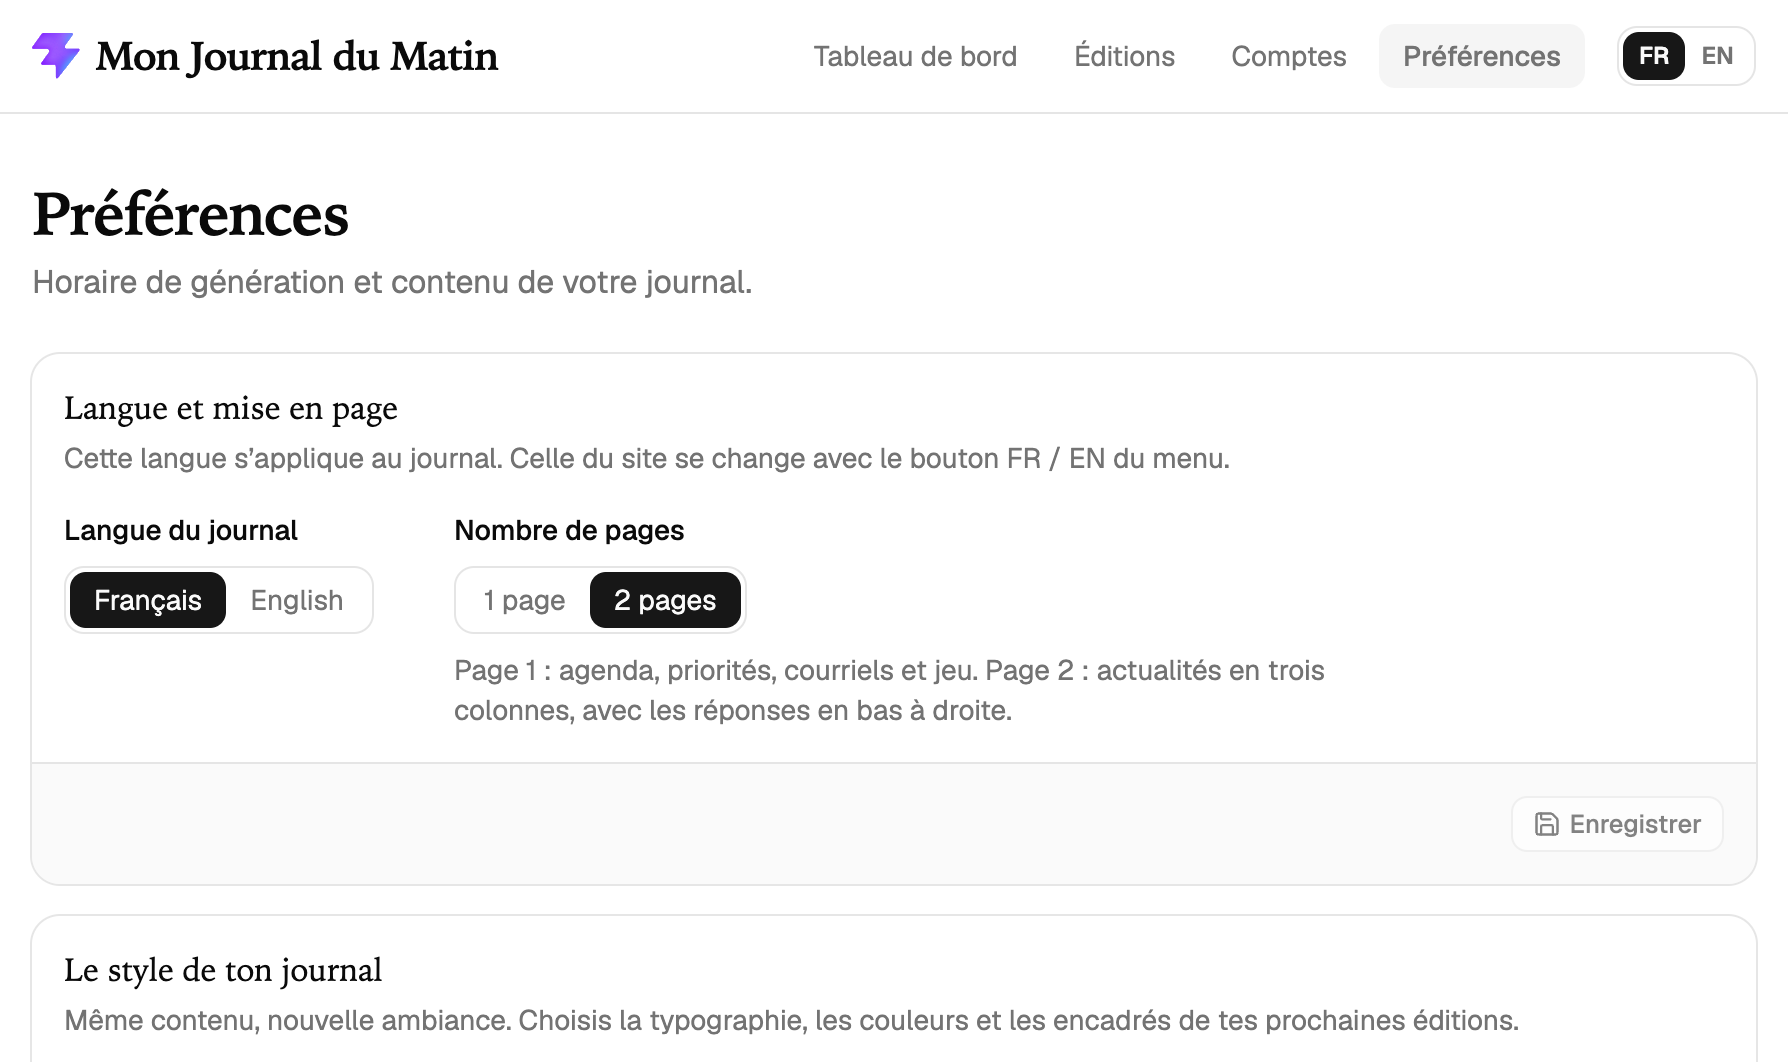 Mon Journal du Matin
Tableau de bord
Éditions
Comptes
Préférences
FR
EN
Préférences
Horaire de génération et contenu de votre journal.
Langue et mise en page
Cette langue s’applique au journal. Celle du site se change avec le bouton FR / EN du menu.
Langue du journal
Français
English
Nombre de pages
1 page
2 pages
Page 1 : agenda, priorités, courriels et jeu. Page 2 : actualités en trois
colonnes, avec les réponses en bas à droite.
Enregistrer
Le style de ton journal
Même contenu, nouvelle ambiance. Choisis la typographie, les couleurs et les encadrés de tes prochaines éditions.